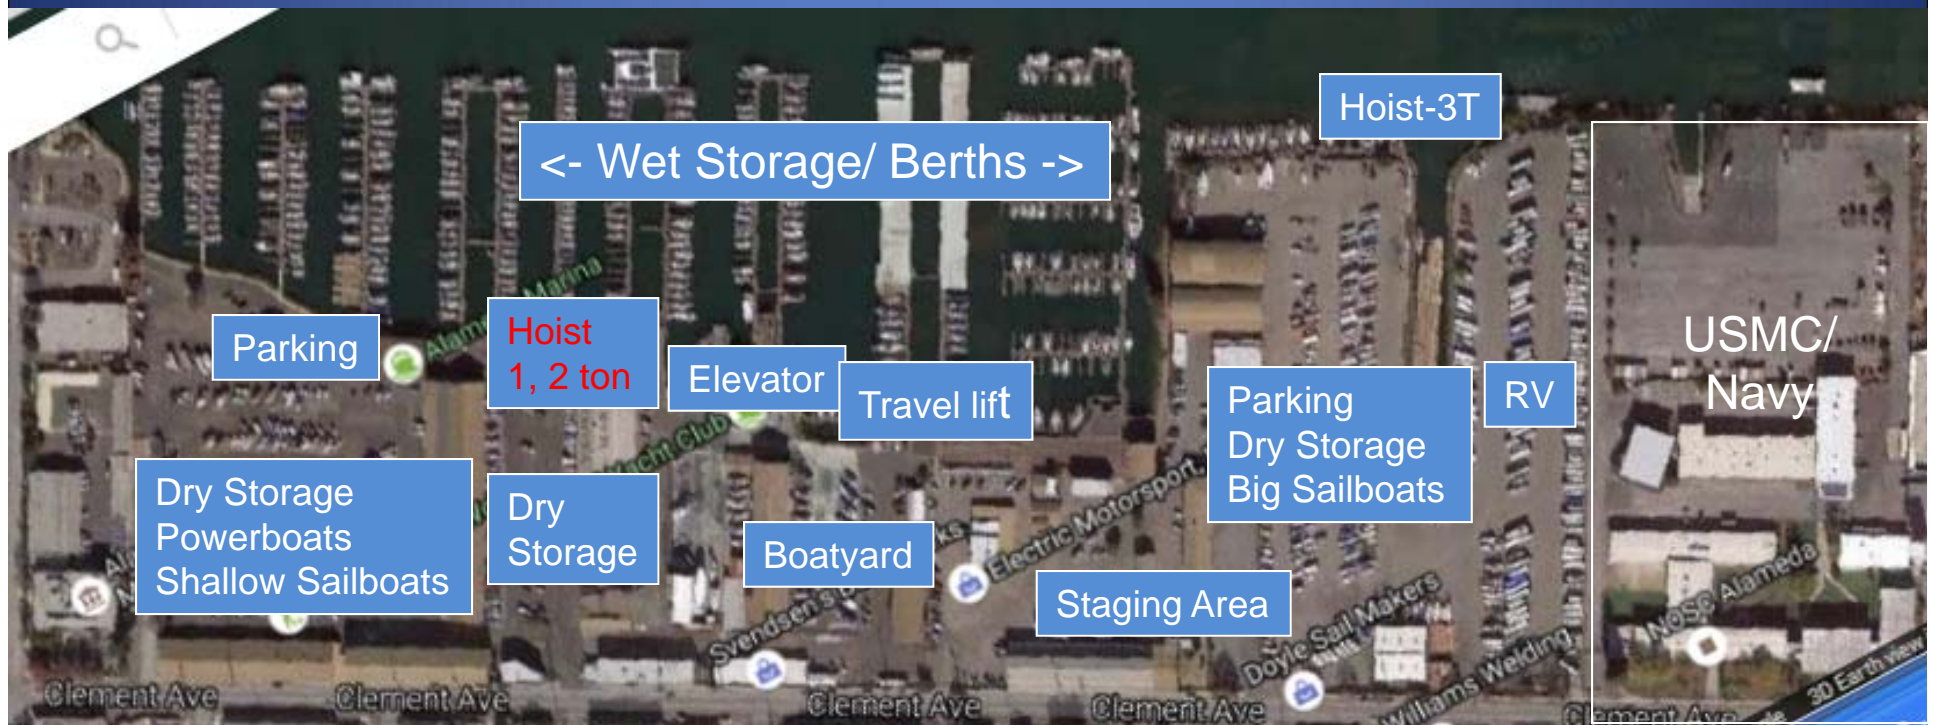 Hoist-3T
<- Wet Storage/ Berths ->
Marina
Parking
Hoist
1, 2 ton
Elevator
Travel lift
Parking
Dry Storage
Big Sailboats
RV
USMC/
Navy
Yacht Club
Dry Storage
Powerboats
Shallow Sailboats
Dry
Storage
Boatyard
Electric Motorsport,
Staging Area
Svendsen's
Doyle Sail Makers
Williams Welding
NOSC Alameda
3D Earth view
Clement Ave
Clement Ave
Clement Ave
Clement Ave
Clement Ave